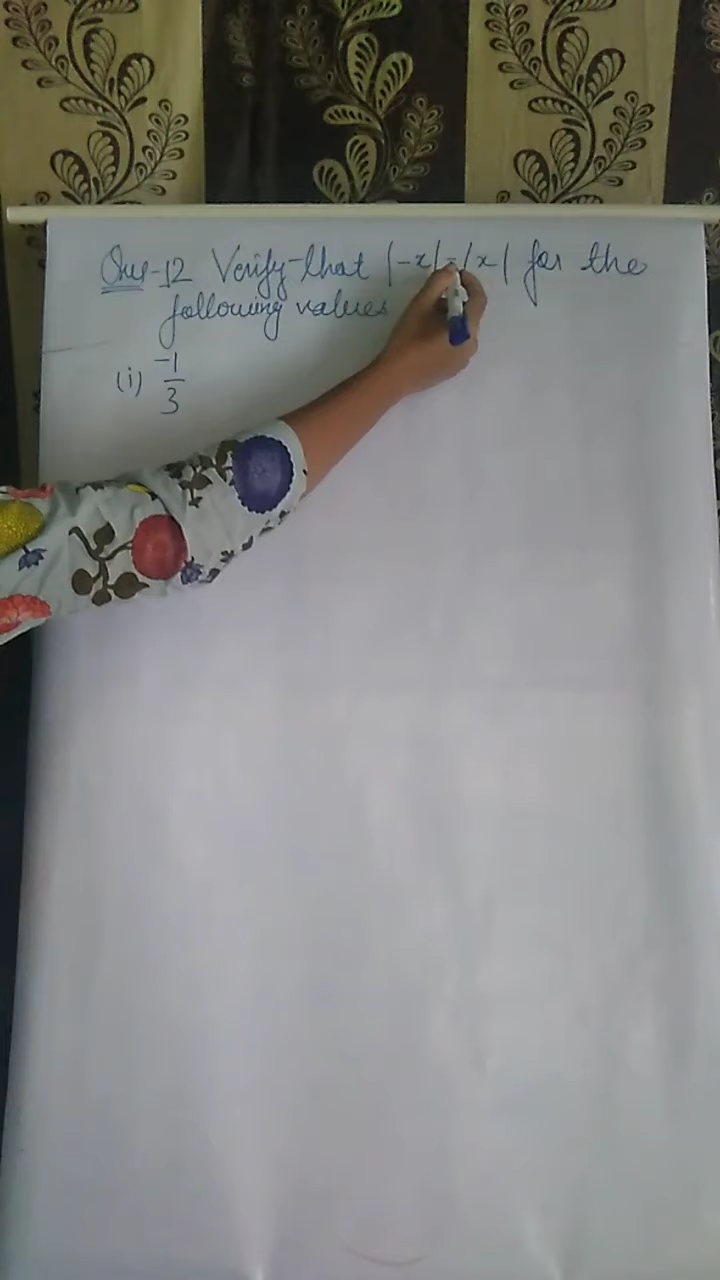 Que-12 Verify that |-x|=|x| for the
following values
(i) -1/3